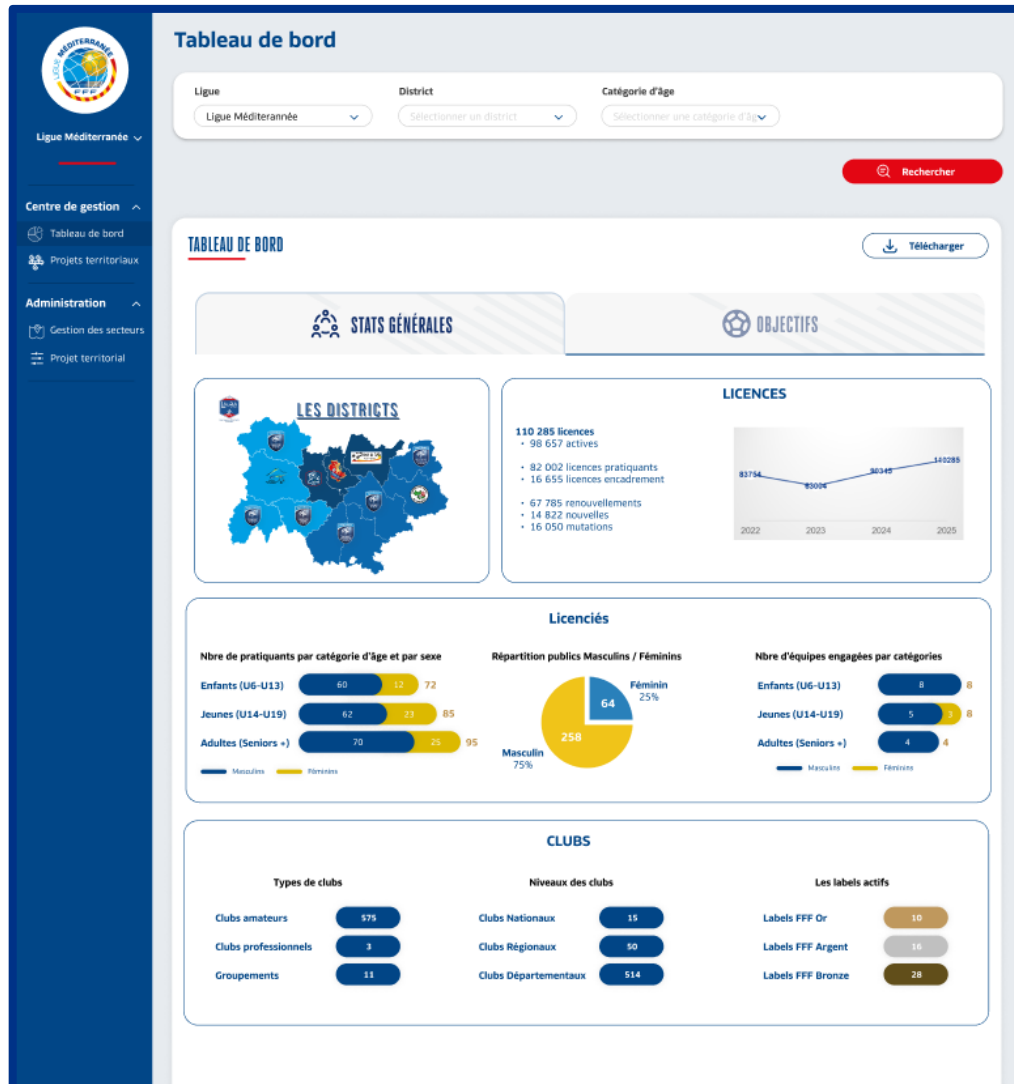 LIGUE MÉDITERRANÉE
FFF
Ligue Méditerranée
Centre de gestion
Tableau de bord
Projets territoriaux
Administration
Gestion des secteurs
Projet territorial
Tableau de bord
Ligue District Catégorie d'âge
Ligue Méditerannée Sélectionner un district Sélectionner une catégorie d'âg
Rechercher
TABLEAU DE BORD
Télécharger
STATS GÉNÉRALES OBJECTIFS
LES DISTRICTS
LICENCES
110 285 licences
• 98 657 actives
• 82 002 licences pratiquants
• 16 655 licences encadrement
• 67 785 renouvellements
• 14 822 nouvelles
• 16 050 mutations
83754 83004 90345 110285
2022 2023 2024 2025
Licenciés
Nbre de pratiquants par catégorie d'âge et par sexe
Enfants (U6-U13) 60 12 72
Jeunes (U14-U19) 62 23 85
Adultes (Seniors +) 70 25 95
Masculins Féminins
Répartition publics Masculins / Féminins
Féminin
25%
64
258
Masculin
75%
Nbre d'équipes engagées par catégories
Enfants (U6-U13) 8 8
Jeunes (U14-U19) 5 3 8
Adultes (Seniors +) 4 4
Masculins Féminins
CLUBS
Types de clubs
Clubs amateurs 575
Clubs professionnels 3
Groupements 11
Niveaux des clubs
Clubs Nationaux 15
Clubs Régionaux 50
Clubs Départementaux 514
Les labels actifs
Labels FFF Or 10
Labels FFF Argent 16
Labels FFF Bronze 28